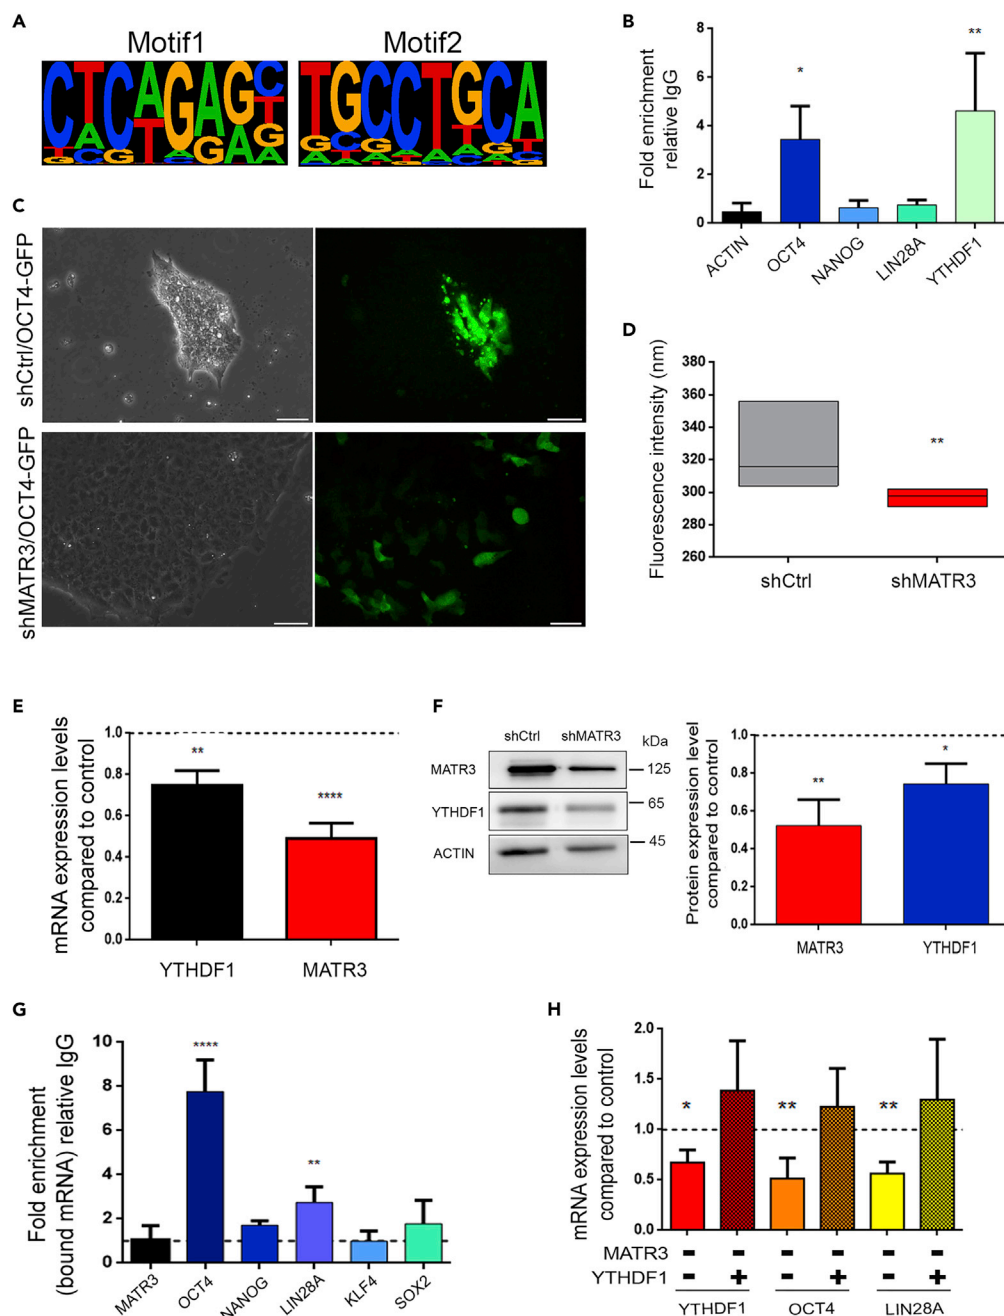 A
Motif1
Motif2
B
Fold enrichment
relative IgG
8
6
4
2
0
*
**
ACTIN
OCT4
NANOG
LIN28A
YTHDF1
C
shCtrl/OCT4-GFP
shMATR3/OCT4-GFP
D
Fluorescence intensity (nm)
380
360
340
320
300
280
260
**
shCtrl
shMATR3
E
mRNA expression levels
compared to control
1.0
0.8
0.6
0.4
0.2
0.0
**
****
YTHDF1
MATR3
F
shCtrl
shMATR3
kDa
MATR3
125
YTHDF1
65
ACTIN
45
Protein expression level
compared to control
1.0
0.8
0.6
0.4
0.2
0.0
**
*
MATR3
YTHDF1
G
Fold enrichment
(bound mRNA) relative IgG
10
8
6
4
2
0
****
**
MATR3
OCT4
NANOG
LIN28A
KLF4
SOX2
H
mRNA expression levels
compared to control
2.0
1.5
1.0
0.5
0.0
*
**
**
MATR3 - - - - - -
YTHDF1 - + - + - +
YTHDF1
OCT4
LIN28A